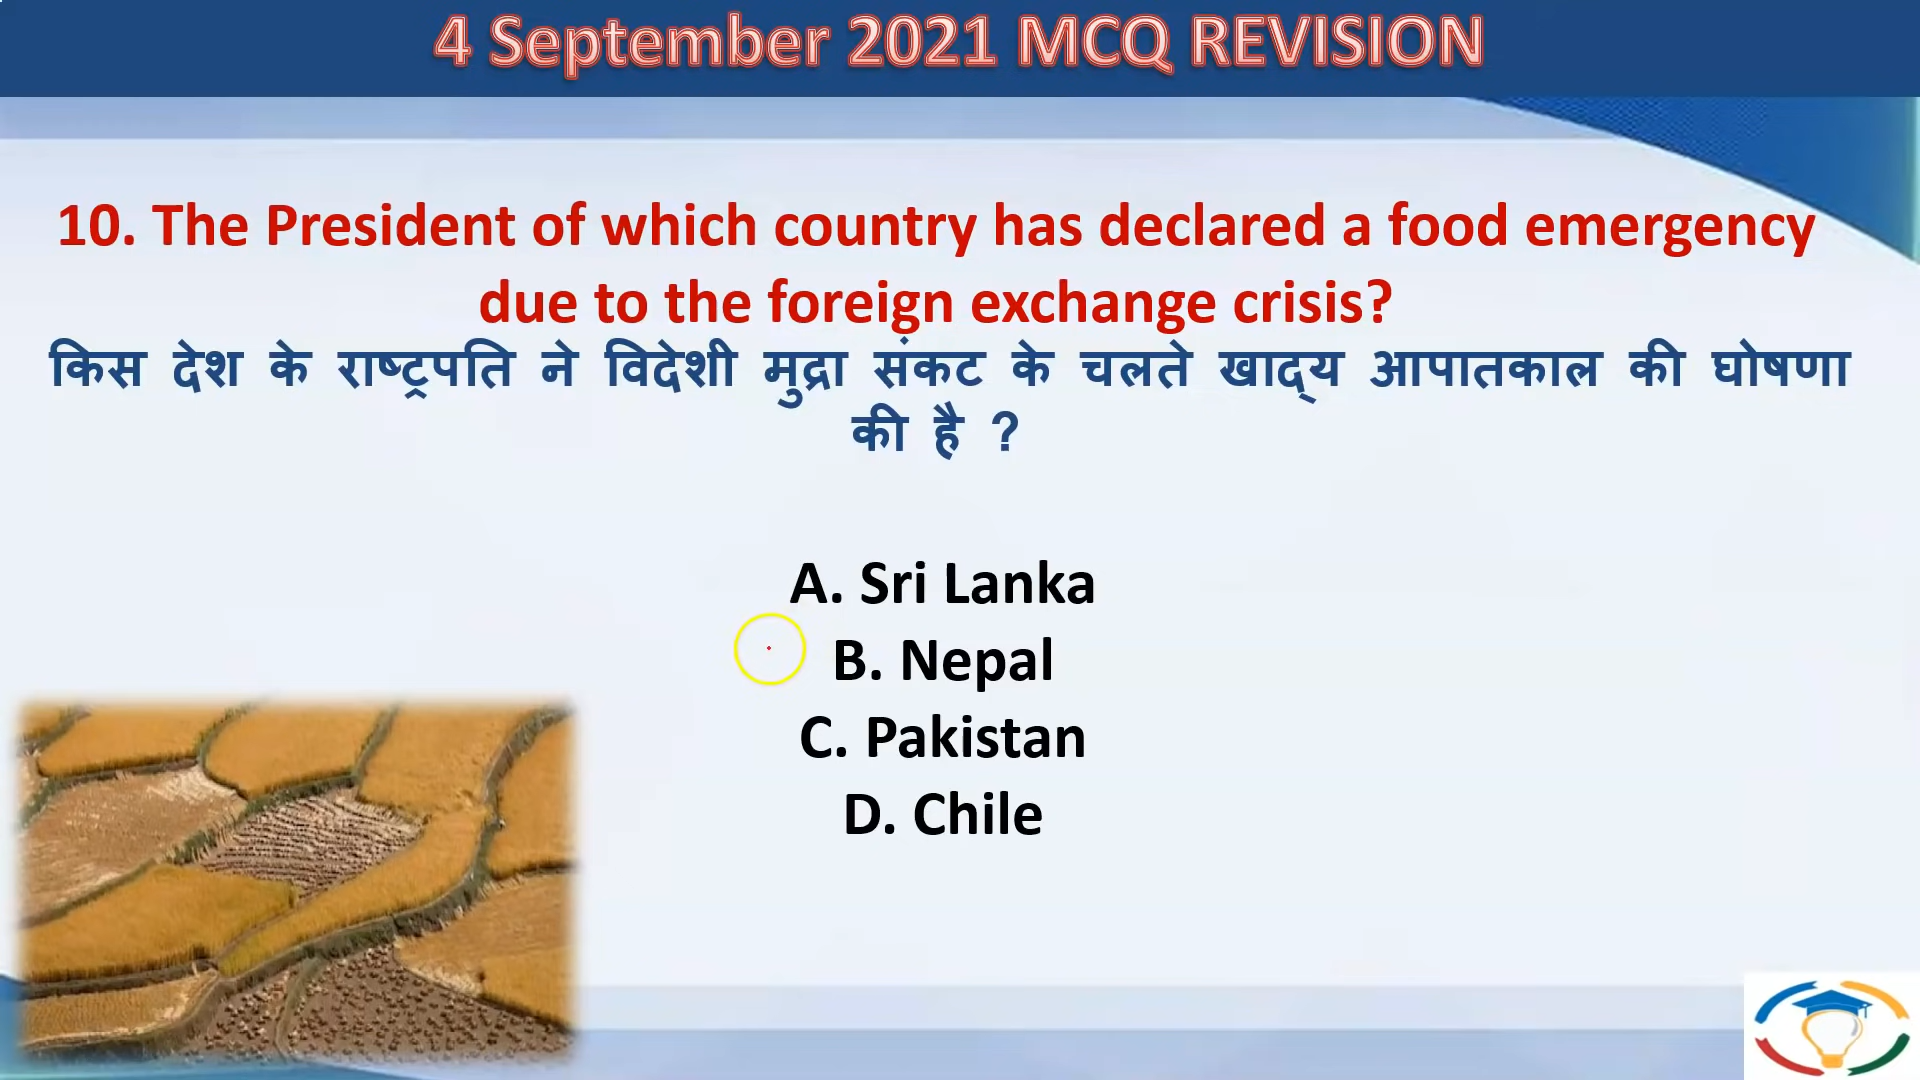 4 September 2021 MCQ REVISION
10. The President of which country has declared a food emergency
due to the foreign exchange crisis?
किस देश के राष्ट्रपति ने विदेशी मुद्रा संकट के चलते खाद्य आपातकाल की घोषणा
की है ?
A. Sri Lanka
B. Nepal
C. Pakistan
D. Chile